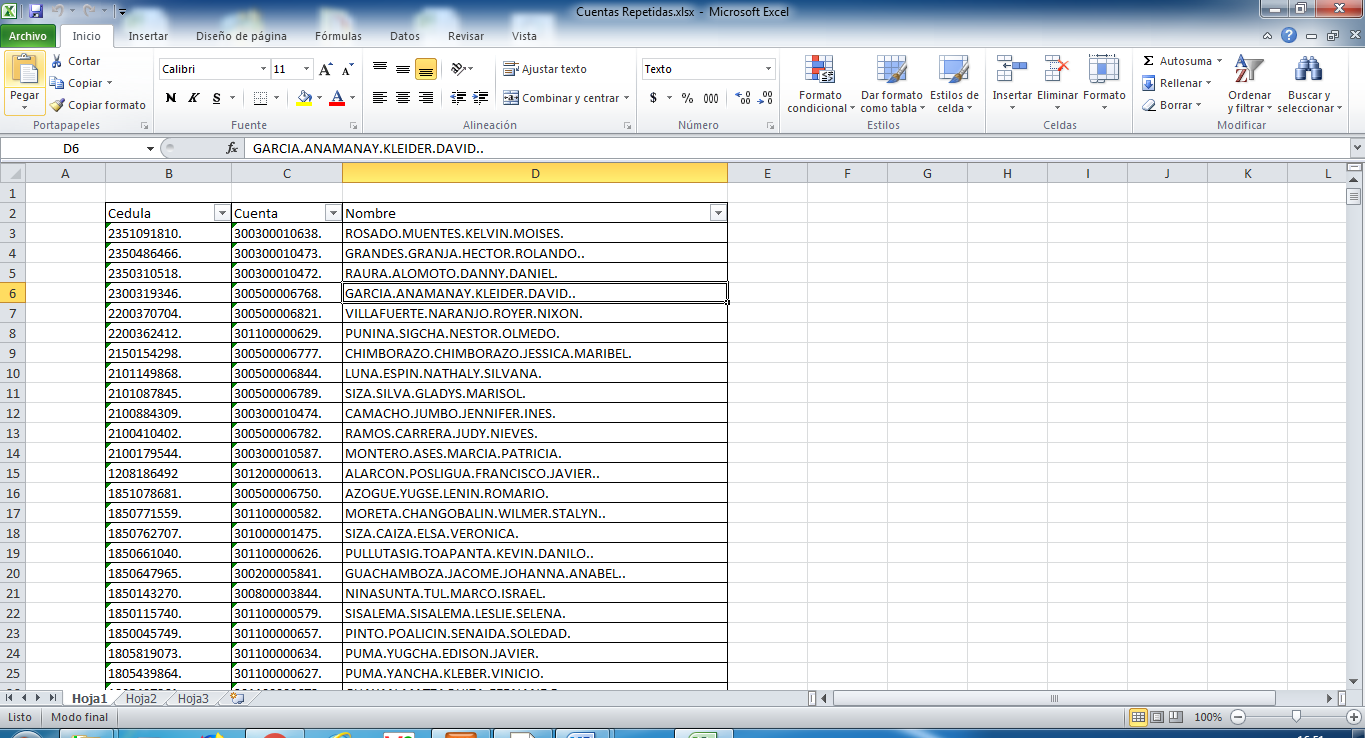 Cuentas Repetidas.xlsx - Microsoft Excel
Archivo Inicio Insertar Diseño de página Fórmulas Datos Revisar Vista
Pegar Cortar Copiar Copiar formato Portapapeles
Calibri 11 N K S Fuente
Ajustar texto Combinar y centrar Alineación
Texto $ % 000 Número
Formato condicional Dar formato como tabla Estilos de celda Estilos
Insertar Eliminar Formato Celdas
Σ Autosuma Rellenar Borrar Ordenar y filtrar Buscar y seleccionar Modificar
D6 fx GARCIA.ANAMANAY.KLEIDER.DAVID..
A B C D E F G H I J K L
1
2 Cedula Cuenta Nombre
3 2351091810. 300300010638. ROSADO.MUENTES.KELVIN.MOISES.
4 2350486466. 300300010473. GRANDES.GRANJA.HECTOR.ROLANDO..
5 2350310518. 300300010472. RAURA.ALOMOTO.DANNY.DANIEL.
6 2300319346. 300500006768. GARCIA.ANAMANAY.KLEIDER.DAVID..
7 2200370704. 300500006821. VILLAFUERTE.NARANJO.ROYER.NIXON.
8 2200362412. 301100000629. PUNINA.SIGCHA.NESTOR.OLMEDO.
9 2150154298. 300500006777. CHIMBORAZO.CHIMBORAZO.JESSICA.MARIBEL.
10 2101149868. 300500006844. LUNA.ESPIN.NATHALY.SILVANA.
11 2101087845. 300500006789. SIZA.SILVA.GLADYS.MARISOL.
12 2100884309. 300300010474. CAMACHO.JUMBO.JENNIFER.INES.
13 2100410402. 300500006782. RAMOS.CARRERA.JUDY.NIEVES.
14 2100179544. 300300010587. MONTERO.ASES.MARCIA.PATRICIA.
15 1208186492 301200000613. ALARCON.POSLIGUA.FRANCISCO.JAVIER..
16 1851078681. 300500006750. AZOGUE.YUGSE.LENIN.ROMARIO.
17 1850771559. 301100000582. MORETA.CHANGOBALIN.WILMER.STALYN..
18 1850762707. 301000001475. SIZA.CAIZA.ELSA.VERONICA.
19 1850661040. 301100000626. PULLUTASIG.TOAPANTA.KEVIN.DANILO..
20 1850647965. 300200005841. GUACHAMBOZA.JACOME.JOHANNA.ANABEL..
21 1850143270. 300800003844. NINASUNTA.TUL.MARCO.ISRAEL.
22 1850115740. 301100000579. SISALEMA.SISALEMA.LESLIE.SELENA.
23 1850045749. 301100000657. PINTO.POALICIN.SENAIDA.SOLEDAD.
24 1805819073. 301100000634. PUMA.YUGCHA.EDISON.JAVIER.
25 1805439864. 301100000627. PUMA.YANCHA.KLEBER.VINICIO.
Hoja1 Hoja2 Hoja3
Listo Modo final 100%